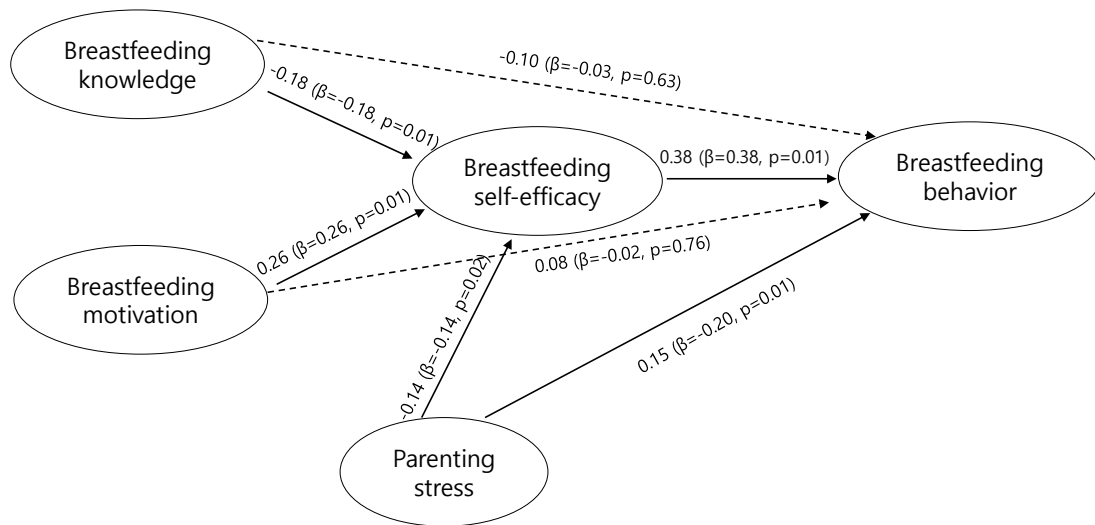 Breastfeeding
knowledge
-0.10 (β=-0.03, p=0.63)
-0.18 (β=-0.18, p=0.01)
Breastfeeding
self-efficacy
0.38 (β=0.38, p=0.01)
Breastfeeding
behavior
0.26 (β=0.26, p=0.01)
0.08 (β=-0.02, p=0.76)
Breastfeeding
motivation
-0.14 (β=-0.14, p=0.02)
0.15 (β=-0.20, p=0.01)
Parenting
stress